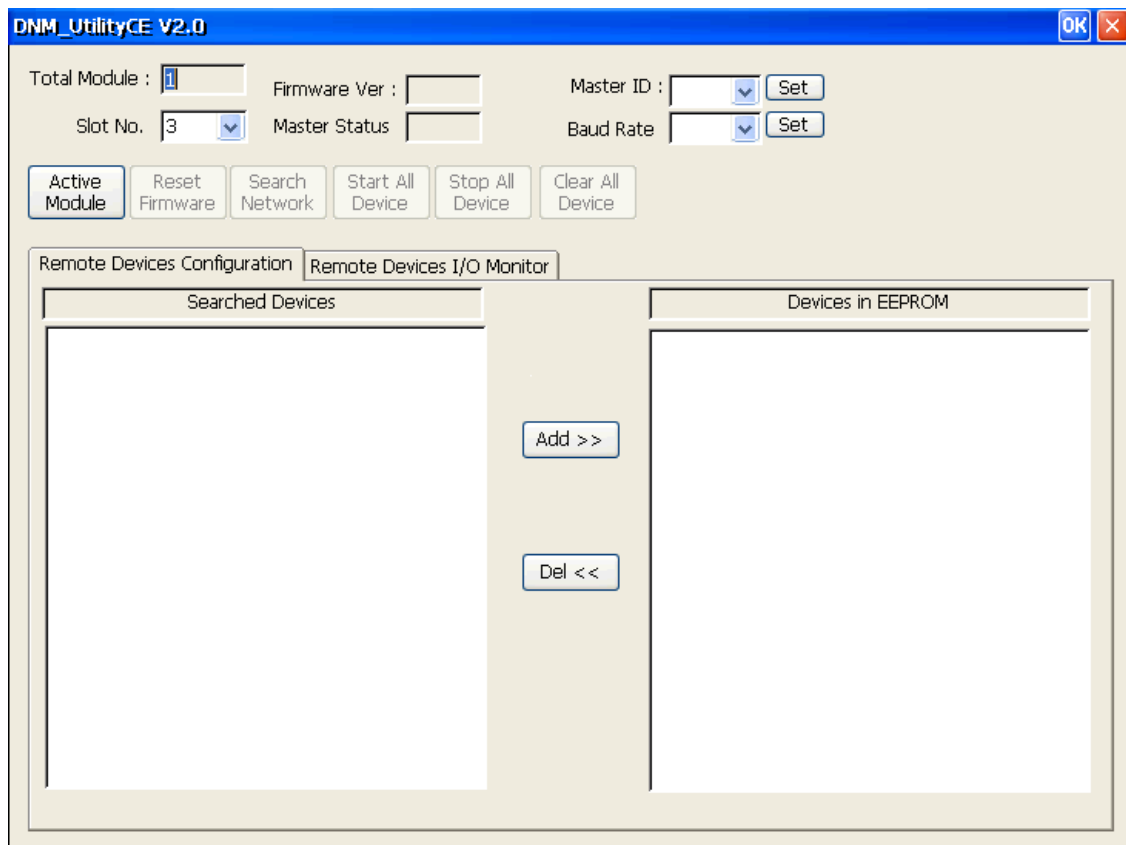 DNM_UtilityCE V2.0 OK
Total Module : 1 Firmware Ver : Master ID : Set
Slot No. 3 Master Status Baud Rate Set
Active Module
Reset Firmware
Search Network
Start All Device
Stop All Device
Clear All Device
Remote Devices Configuration Remote Devices I/O Monitor
Searched Devices Devices in EEPROM
Add >>
Del <<